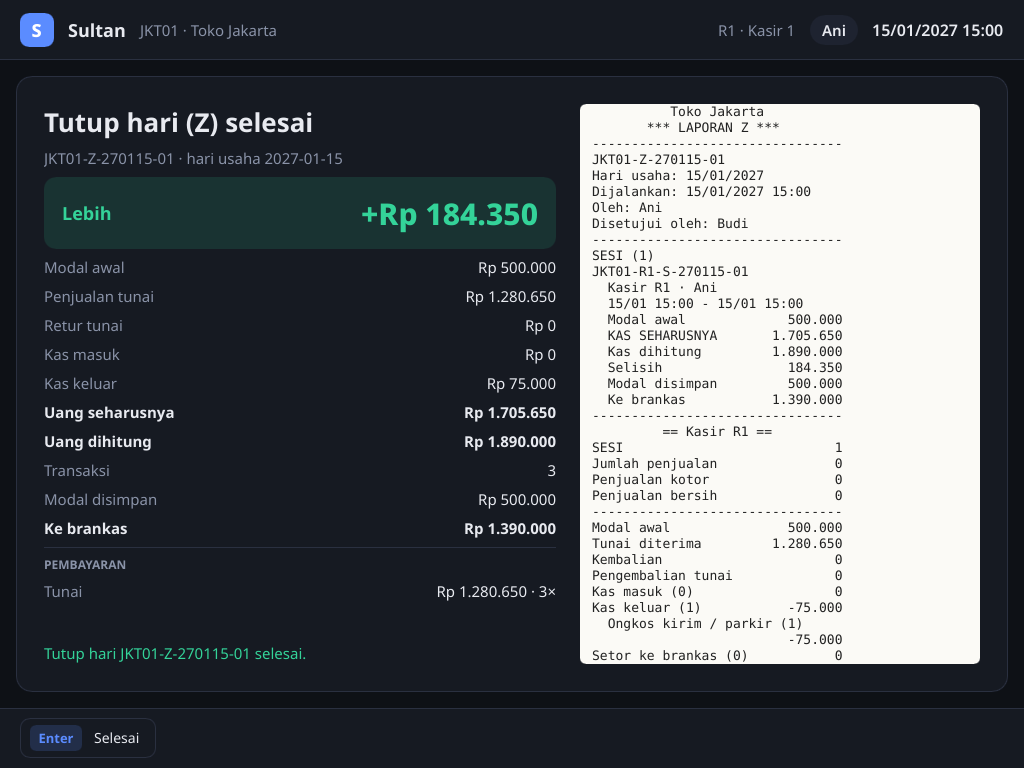 S Sultan JKT01 · Toko Jakarta R1 · Kasir 1 Ani 15/01/2027 15:00
Tutup hari (Z) selesai
JKT01-Z-270115-01 · hari usaha 2027-01-15
Lebih +Rp 184.350
Modal awal Rp 500.000
Penjualan tunai Rp 1.280.650
Retur tunai Rp 0
Kas masuk Rp 0
Kas keluar Rp 75.000
Uang seharusnya Rp 1.705.650
Uang dihitung Rp 1.890.000
Transaksi 3
Modal disimpan Rp 500.000
Ke brankas Rp 1.390.000
PEMBAYARAN
Tunai Rp 1.280.650 · 3×
Tutup hari JKT01-Z-270115-01 selesai.
Toko Jakarta
*** LAPORAN Z ***
--------------------------------
JKT01-Z-270115-01
Hari usaha: 15/01/2027
Dijalankan: 15/01/2027 15:00
Oleh: Ani
Disetujui oleh: Budi
--------------------------------
SESI (1)
JKT01-R1-S-270115-01
Kasir R1 · Ani
15/01 15:00 - 15/01 15:00
Modal awal 500.000
KAS SEHARUSNYA 1.705.650
Kas dihitung 1.890.000
Selisih 184.350
Modal disimpan 500.000
Ke brankas 1.390.000
--------------------------------
== Kasir R1 ==
SESI 1
Jumlah penjualan 0
Penjualan kotor 0
Penjualan bersih 0
--------------------------------
Modal awal 500.000
Tunai diterima 1.280.650
Kembalian 0
Pengembalian tunai 0
Kas masuk (0) 0
Kas keluar (1) -75.000
Ongkos kirim / parkir (1)
-75.000
Setor ke brankas (0) 0
Enter Selesai